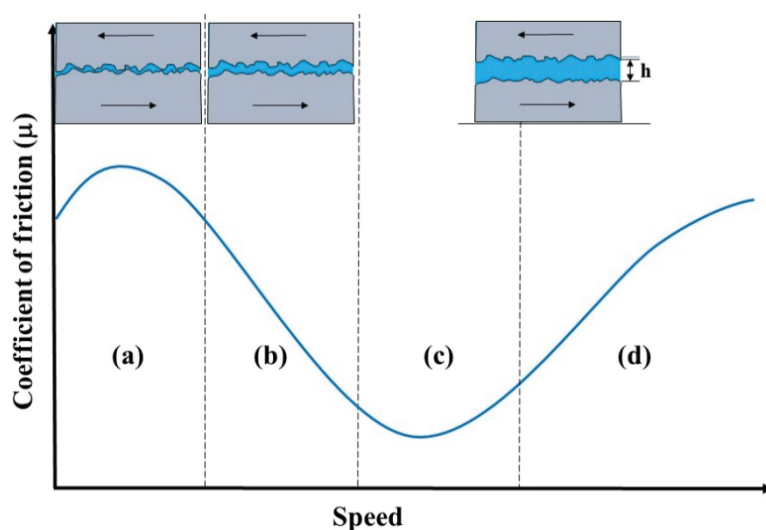 h
Coefficient of friction (μ)
(a)
(b)
(c)
(d)
Speed